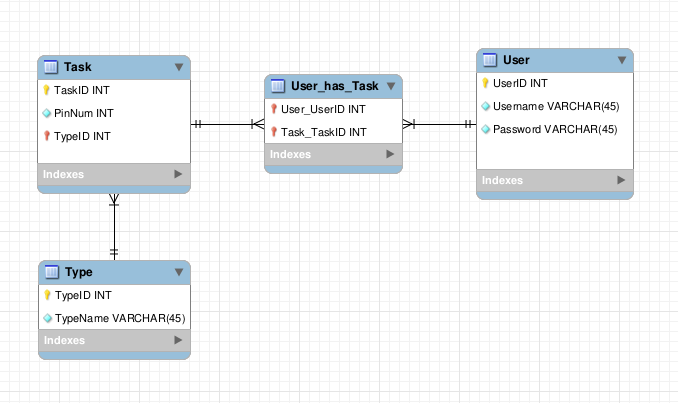 Task
TaskID INT
PinNum INT
TypeID INT
Indexes
User_has_Task
User_UserID INT
Task_TaskID INT
Indexes
User
UserID INT
Username VARCHAR(45)
Password VARCHAR(45)
Indexes
Type
TypeID INT
TypeName VARCHAR(45)
Indexes